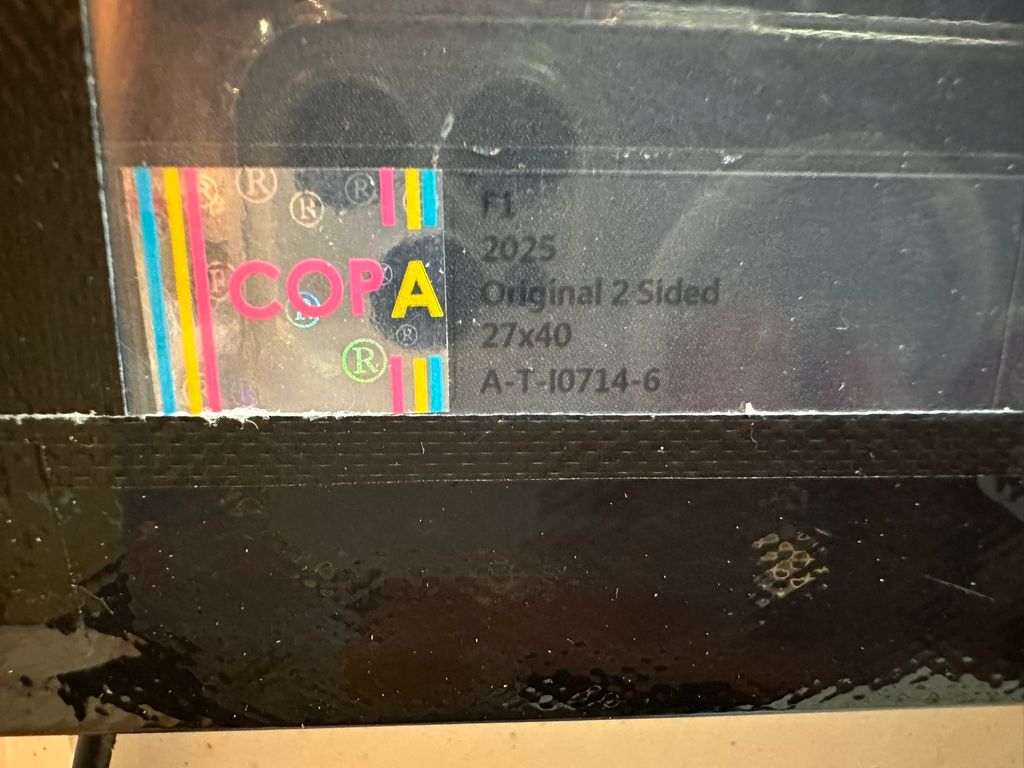 COPA
F1
2025
Original 2 Sided
27x40
A-T-I0714-6